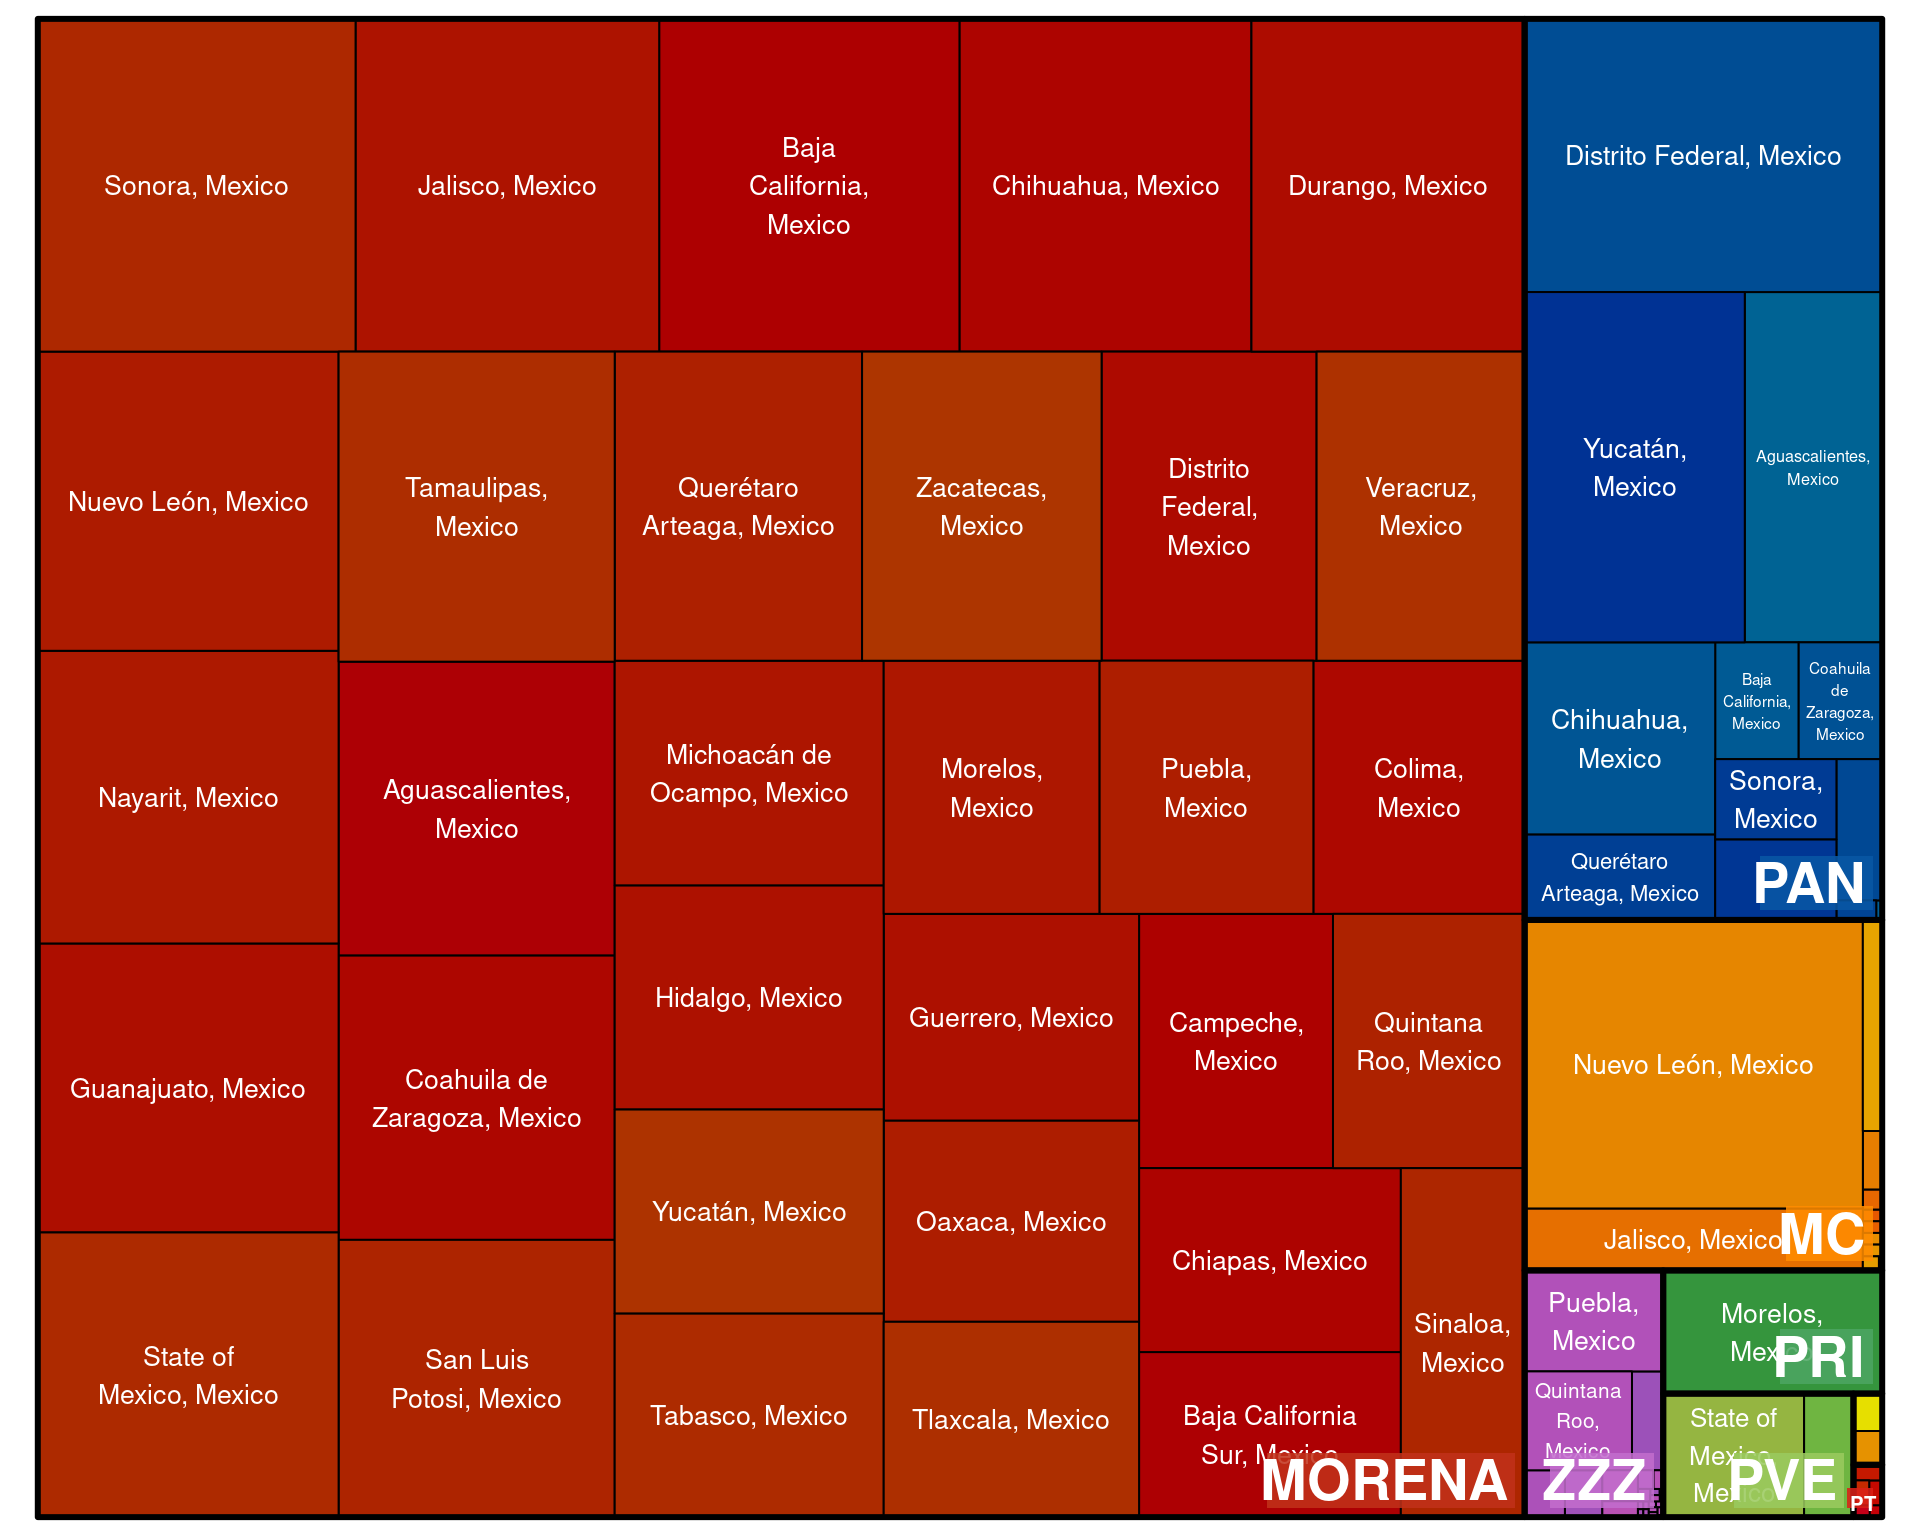 Sonora, Mexico
Jalisco, Mexico
Baja
California,
Mexico
Chihuahua, Mexico
Durango, Mexico
Nuevo León, Mexico
Tamaulipas,
Mexico
Querétaro
Arteaga, Mexico
Zacatecas,
Mexico
Distrito
Federal,
Mexico
Veracruz,
Mexico
Nayarit, Mexico
Aguascalientes,
Mexico
Michoacán de
Ocampo, Mexico
Morelos,
Mexico
Puebla,
Mexico
Colima,
Mexico
Guanajuato, Mexico
Coahuila de
Zaragoza, Mexico
Hidalgo, Mexico
Guerrero, Mexico
Campeche,
Mexico
Quintana
Roo, Mexico
State of
Mexico, Mexico
San Luis
Potosi, Mexico
Yucatán, Mexico
Tabasco, Mexico
Oaxaca, Mexico
Tlaxcala, Mexico
Chiapas, Mexico
Baja California
Sur, Mexico
Sinaloa,
Mexico
MORENA
Distrito Federal, Mexico
Yucatán,
Mexico
Aguascalientes,
Mexico
Chihuahua,
Mexico
Baja
California,
Mexico
Coahuila
de
Zaragoza,
Mexico
Sonora,
Mexico
Querétaro
Arteaga, Mexico
PAN
Nuevo León, Mexico
Jalisco, Mexico
MC
Puebla,
Mexico
Quintana
Roo,
Mexico
ZZZ
Morelos,
Mexico
PRI
State of
Mexico,
Mexico
PVE
PT